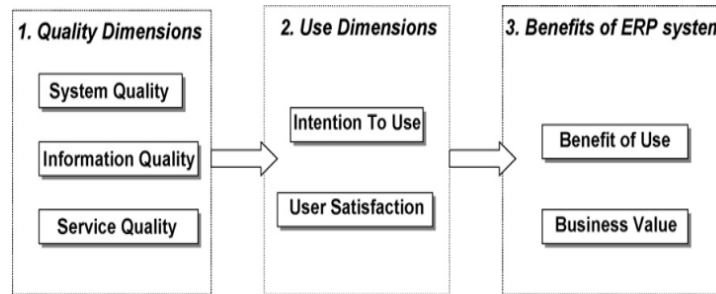 1. Quality Dimensions
System Quality
Information Quality
Service Quality
2. Use Dimensions
Intention To Use
User Satisfaction
3. Benefits of ERP system
Benefit of Use
Business Value